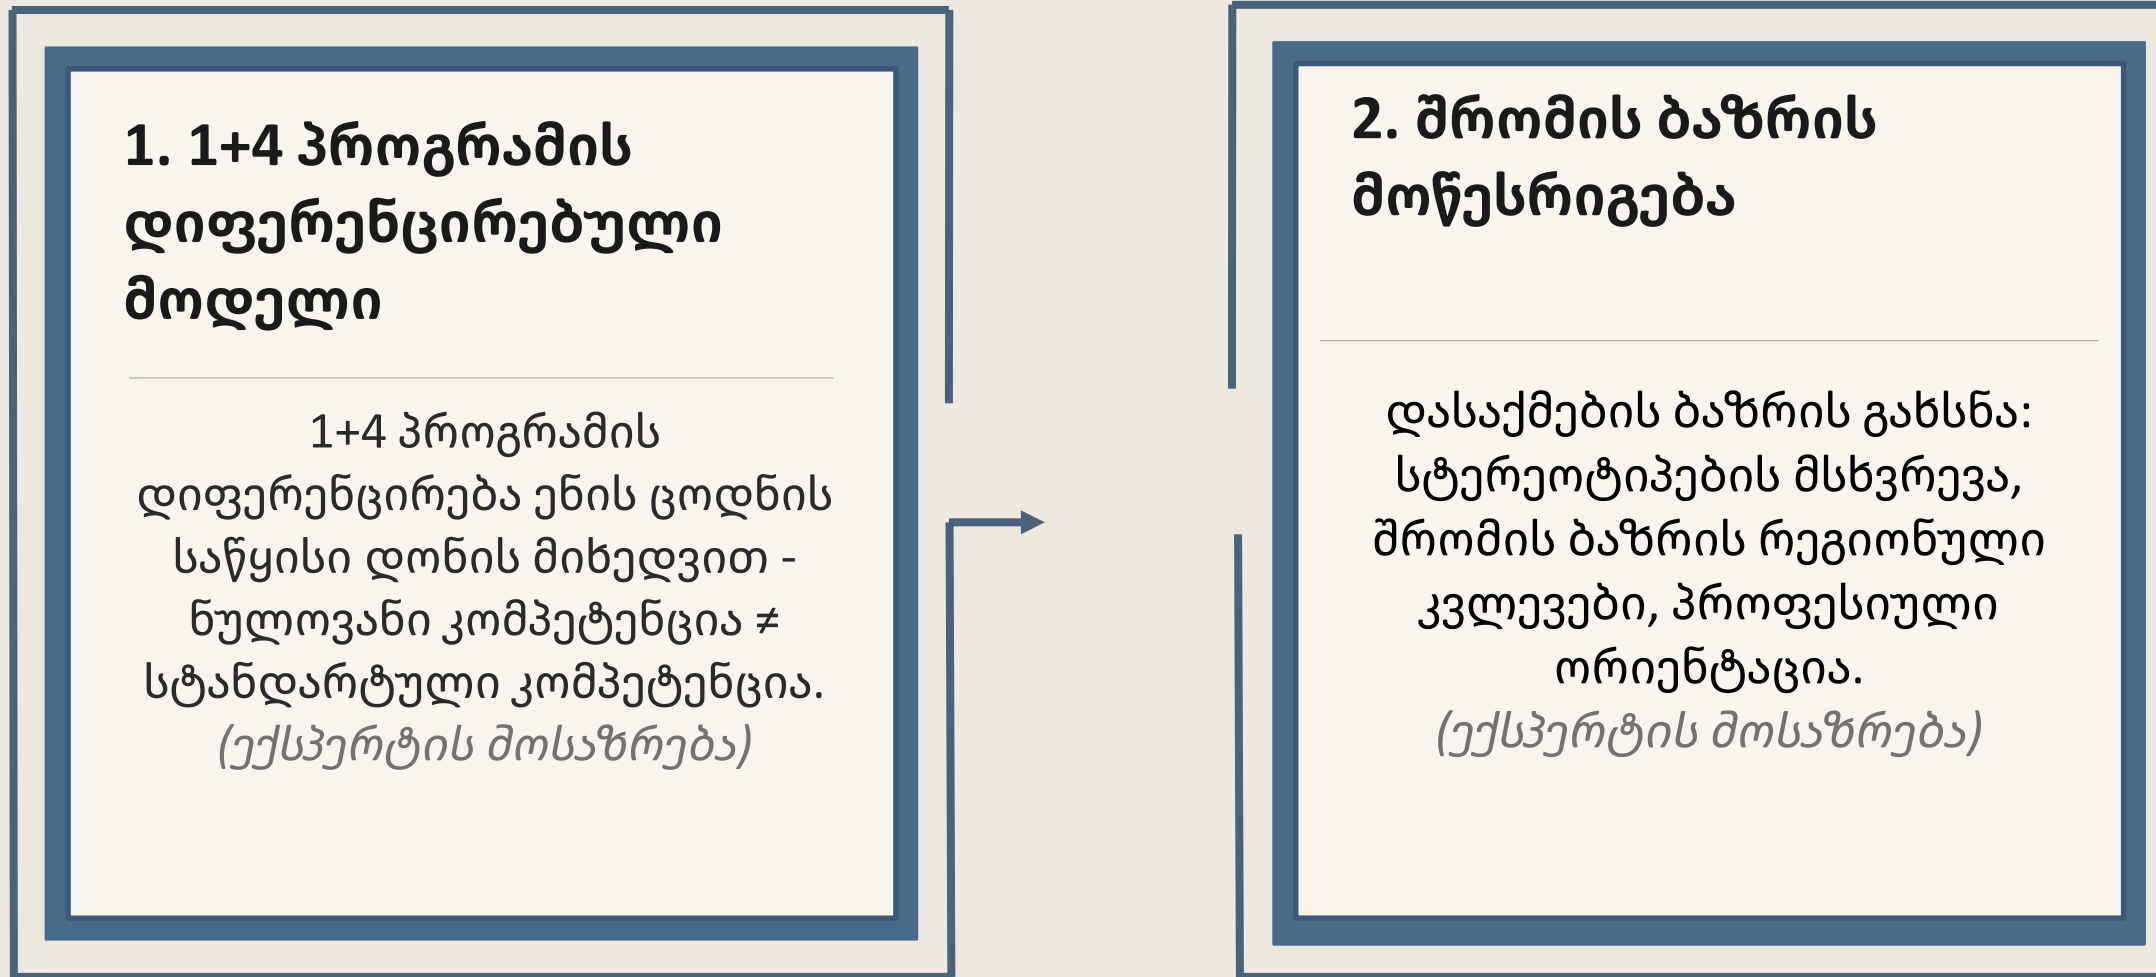 1. 1+4 პროგრამის
დიფერენცირებული
მოდელი
1+4 პროგრამის
დიფერენცირება ენის ცოდნის
საწყისი დონის მიხედვით -
ნულოვანი კომპეტენცია ≠
სტანდარტული კომპეტენცია.
(ექსპერტის მოსაზრება)
2. შრომის ბაზრის
მოწესრიგება
დასაქმების ბაზრის გახსნა:
სტერეოტიპების მსხვრევა,
შრომის ბაზრის რეგიონული
კვლევები, პროფესიული
ორიენტაცია.
(ექსპერტის მოსაზრება)